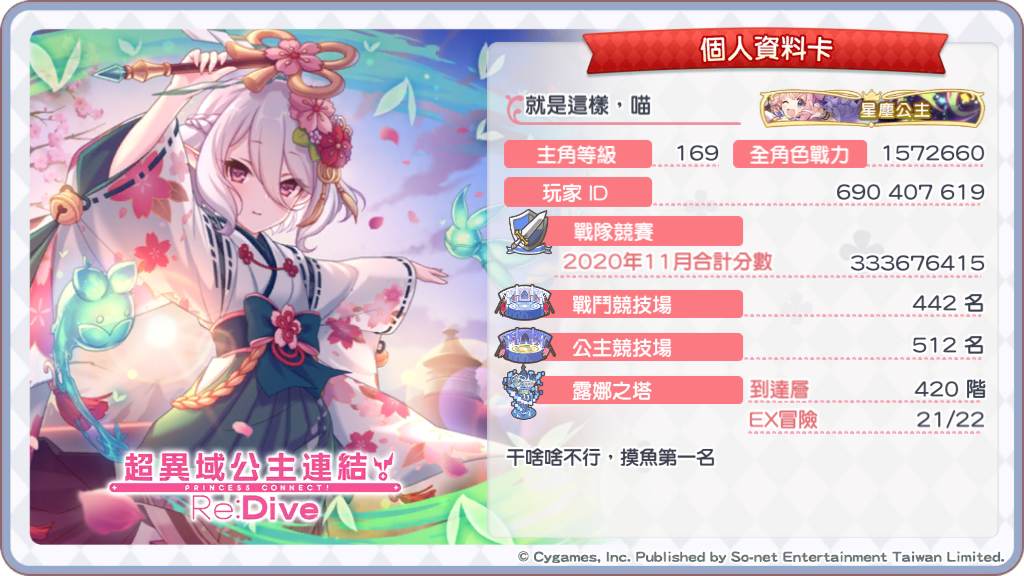 個人資料卡
就是這樣，喵
星塵公主
主角等級 169 全角色戰力 1572660
玩家 ID 690 407 619
戰隊競賽
2020年11月合計分數 333676415
戰鬥競技場 442 名
公主競技場 512 名
露娜之塔 到達層 420 階
EX冒險 21/22
干啥啥不行，摸魚第一名
超異域公主連結
PRINCESS CONNECT!
Re:Dive
© Cygames, Inc. Published by So-net Entertainment Taiwan Limited.